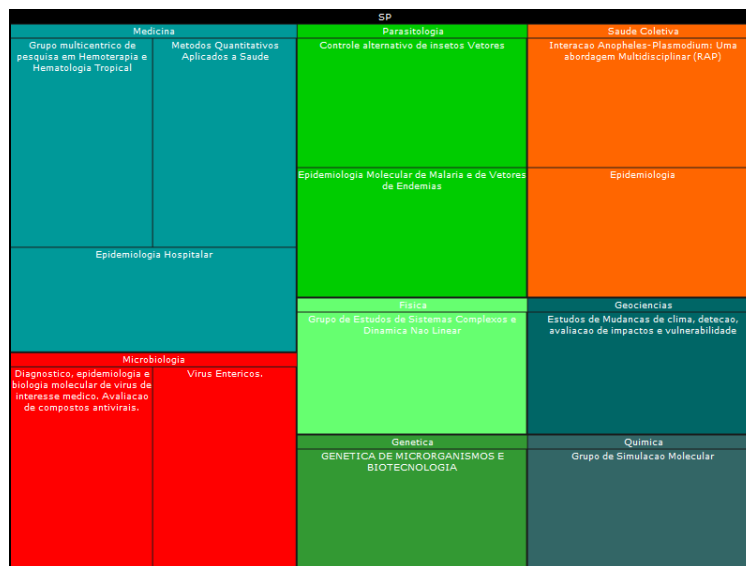 SP
Medicina
Grupo multicentrico de
pesquisa em Hemoterapia e
Hematologia Tropical
Metodos Quantitativos
Aplicados a Saude
Epidemiologia Hospitalar
Microbiologia
Diagnostico, epidemiologia e
biologia molecular de virus de
interesse medico. Avaliacao
de compostos antivirais.
Virus Entericos.
Parasitologia
Controle alternativo de insetos Vetores
Epidemiologia Molecular de Malaria e de Vetores
de Endemias
Saude Coletiva
Interacao Anopheles-Plasmodium: Uma
abordagem Multidisciplinar (RAP)
Epidemiologia
Fisica
Grupo de Estudos de Sistemas Complexos e
Dinamica Nao Linear
Geociencias
Estudos de Mudancas de clima, detecao,
avaliacao de impactos e vulnerabilidade
Genetica
GENETICA DE MICRORGANISMOS E
BIOTECNOLOGIA
Quimica
Grupo de Simulacao Molecular